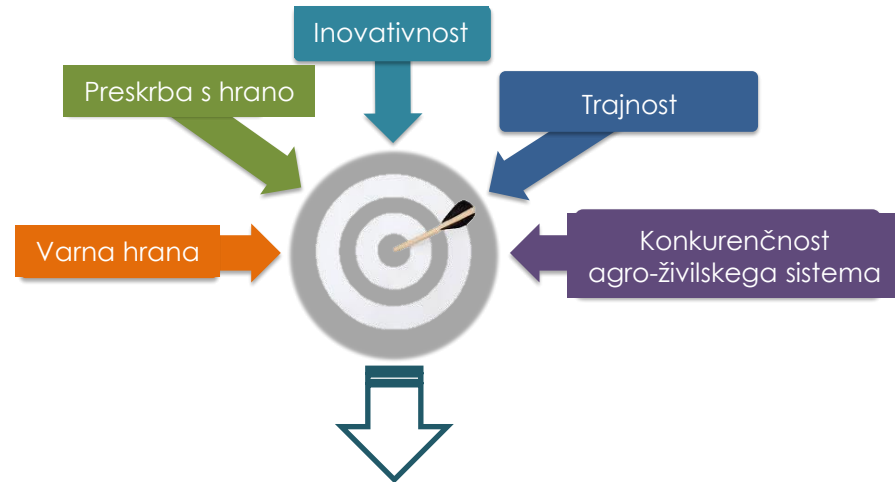 Inovativnost
Preskrba s hrano
Trajnost
Varna hrana
Konkurenčnost
agro-živilskega sistema